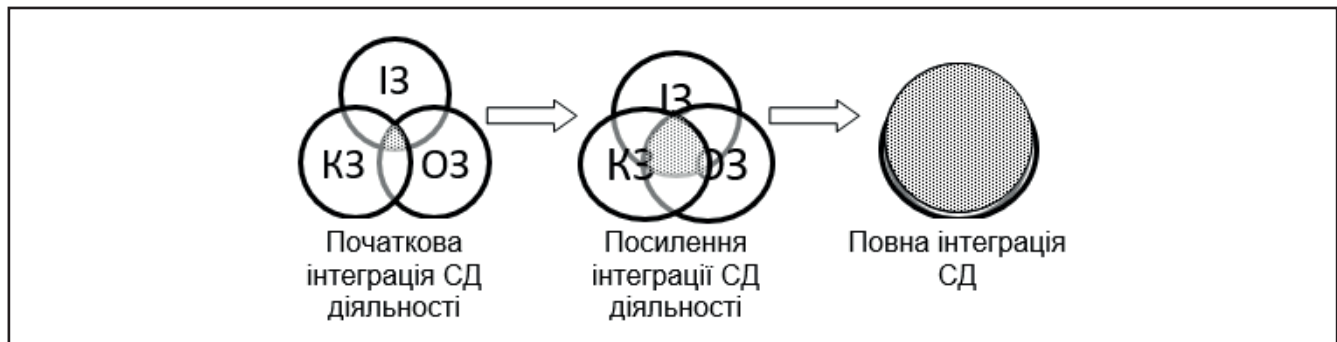 ІЗ
КЗ
ОЗ
Початкова
інтеграція СД
діяльності
ІЗ
КЗ
ОЗ
Посилення
інтеграції СД
діяльності
Повна інтеграція
СД